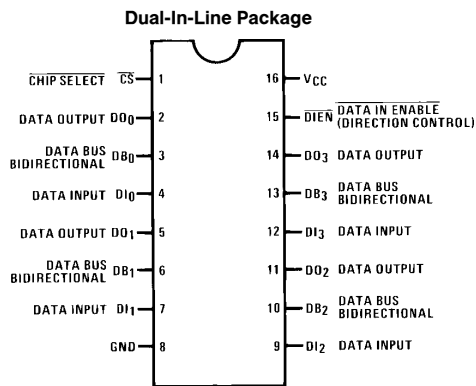 Dual-In-Line Package
CHIP SELECT CS 1
DATA OUTPUT DO0 2
DATA BUS
BIDIRECTIONAL DB0 3
DATA INPUT DI0 4
DATA OUTPUT DO1 5
DATA BUS
BIDIRECTIONAL DB1 6
DATA INPUT DI1 7
GND 8
16 VCC
15 DIEN DATA IN ENABLE
(DIRECTION CONTROL)
14 DO3 DATA OUTPUT
13 DB3 DATA BUS
BIDIRECTIONAL
12 DI3 DATA INPUT
11 DO2 DATA OUTPUT
10 DB2 DATA BUS
BIDIRECTIONAL
9 DI2 DATA INPUT